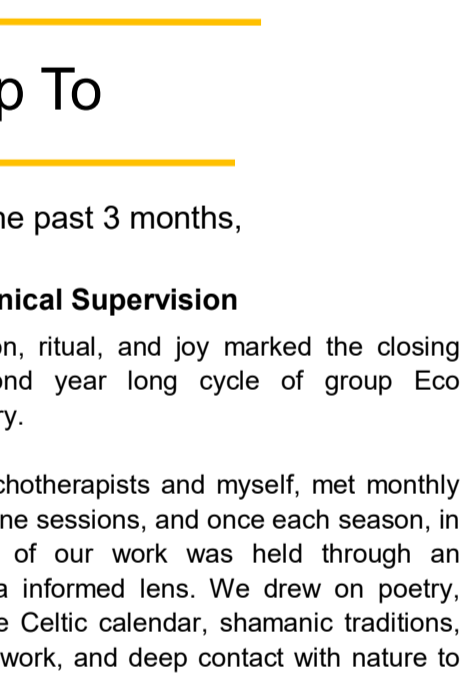 p To
he past 3 months,
nical Supervision
on, ritual, and joy marked the closing
ond year long cycle of group Eco
ry.
chotherapists and myself, met monthly
ne sessions, and once each season, in
of our work was held through an
a informed lens. We drew on poetry,
e Celtic calendar, shamanic traditions,
work, and deep contact with nature to